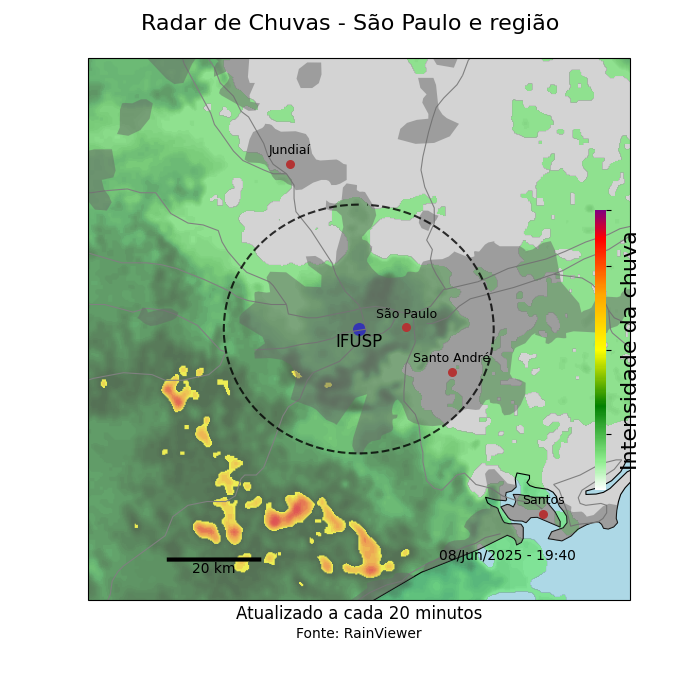 Radar de Chuvas - São Paulo e região
Jundiaí
São Paulo
IFUSP
Santo André
Intensidade da chuva
Santos
08/Jun/2025 - 19:40
20 km
Atualizado a cada 20 minutos
Fonte: RainViewer